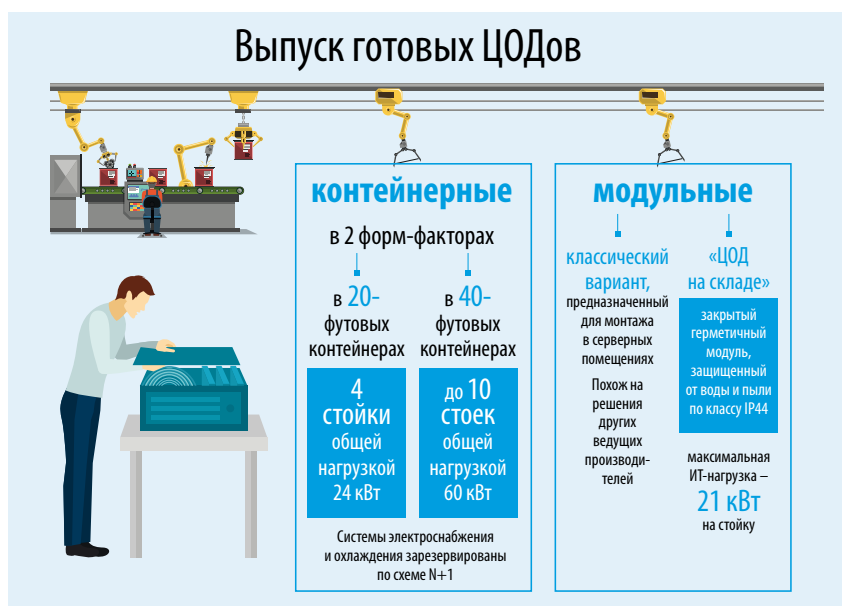 Выпуск готовых ЦОДов
контейнерные
в 2 форм-факторах
в 20-
футовых
контейнерах
4
стойки
общей
нагрузкой
24 кВт
в 40-
футовых
контейнерах
до 10
стоек
общей
нагрузкой
60 кВт
Системы электроснабжения
и охлаждения зарезервированы
по схеме N+1
модульные
классический
вариант,
предназначенный
для монтажа
в серверных
помещениях
Похож на
решения
других
ведущих
производи-
телей
«ЦОД
на складе»
закрытый
герметичный
модуль,
защищенный
от воды и пыли
по классу IP44
максимальная
ИТ-нагрузка –
21 кВт
на стойку